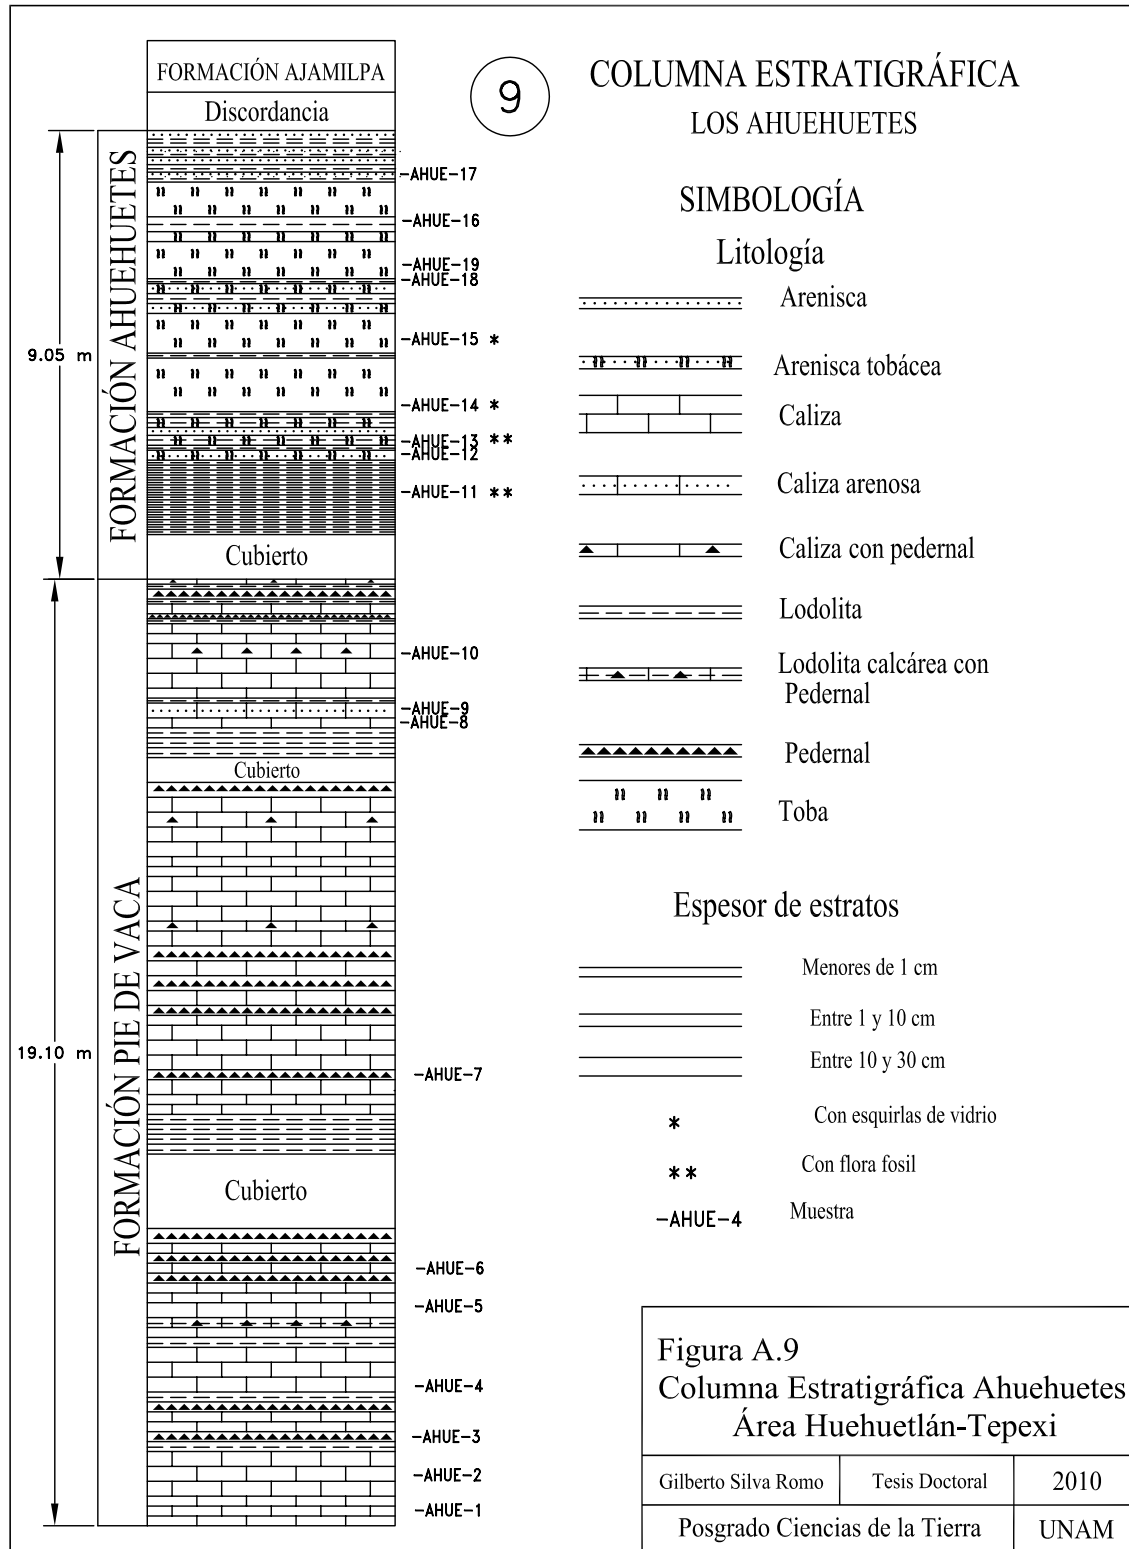 FORMACIÓN AJAMILPA
Discordancia
9
COLUMNA ESTRATIGRÁFICA
LOS AHUEHUETES
FORMACIÓN AHUEHUETES
9.05 m
-AHUE-17
-AHUE-16
-AHUE-19
-AHUE-18
-AHUE-15 *
-AHUE-14 *
-AHUE-13 **
-AHUE-12
-AHUE-11 **
Cubierto
FORMACIÓN PIE DE VACA
19.10 m
-AHUE-10
-AHUE-9
-AHUE-8
Cubierto
-AHUE-7
Cubierto
-AHUE-6
-AHUE-5
-AHUE-4
-AHUE-3
-AHUE-2
-AHUE-1
SIMBOLOGÍA
Litología
Arenisca
Arenisca tobácea
Caliza
Caliza arenosa
Caliza con pedernal
Lodolita
Lodolita calcárea con
Pedernal
Pedernal
Toba
Espesor de estratos
Menores de 1 cm
Entre 1 y 10 cm
Entre 10 y 30 cm
* Con esquirlas de vidrio
** Con flora fosil
-AHUE-4 Muestra
Figura A.9
Columna Estratigráfica Ahuehuetes
Área Huehuetlán-Tepexi
Gilberto Silva Romo
Tesis Doctoral
2010
Posgrado Ciencias de la Tierra
UNAM